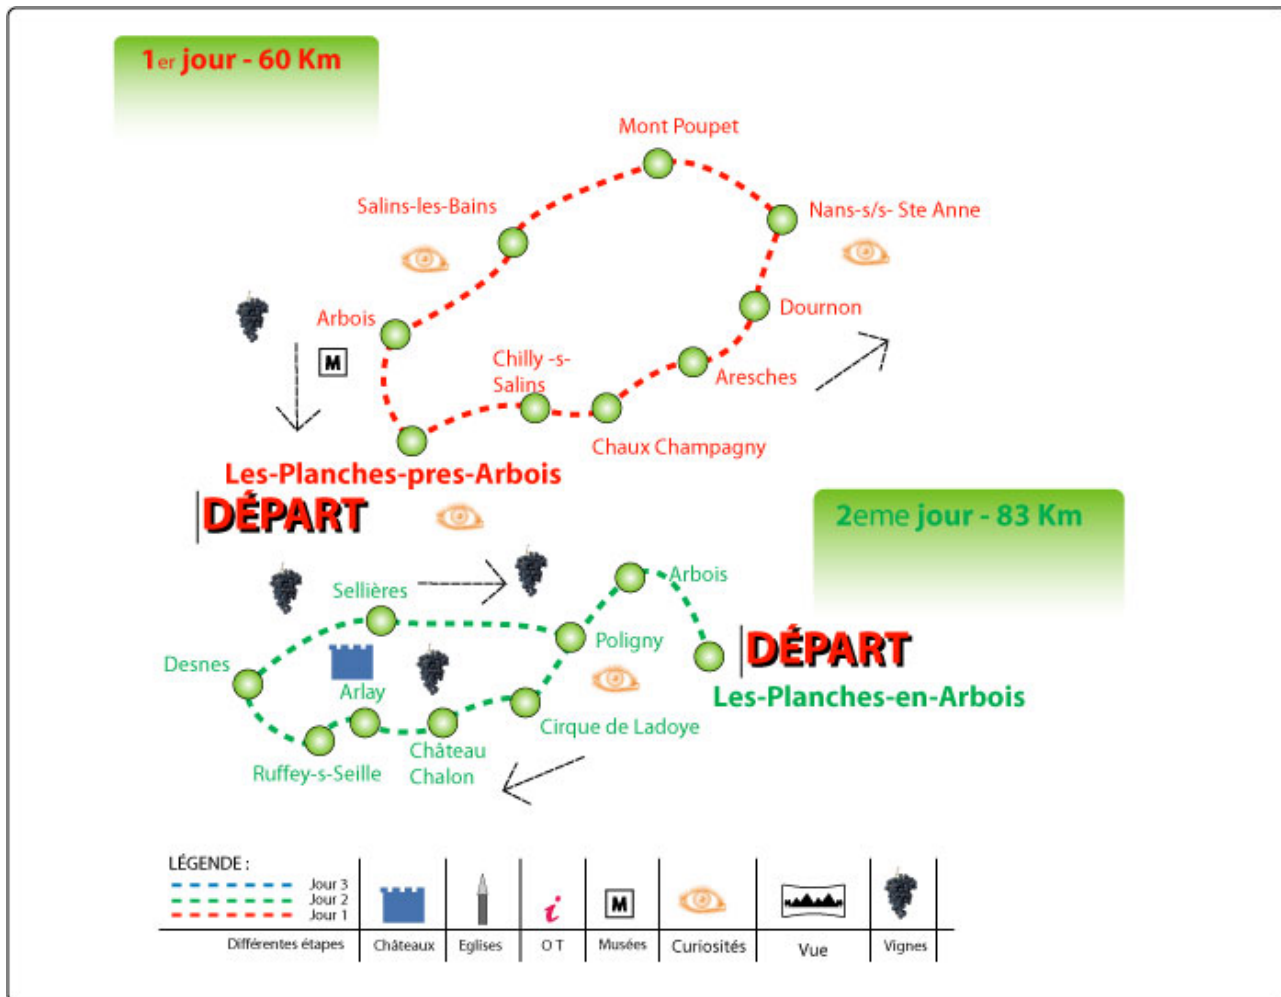 1er jour - 60 Km
Mont Poupet
Salins-les-Bains
Nans-s/s- Ste Anne
Arbois
M
Dournon
Chilly -s-
Salins
Aresches
Chaux Champagny
Les-Planches-pres-Arbois
DÉPART
2eme jour - 83 Km
Arbois
Sellières
Poligny
DÉPART
Desnes
Les-Planches-en-Arbois
Arlay
Cirque de Ladoye
Château
Chalon
Ruffey-s-Seille
LÉGENDE :
Jour 3
Jour 2
Jour 1
i
M
Différentes étapes
Châteaux
Eglises
O T
Musées
Curiosités
Vue
Vignes